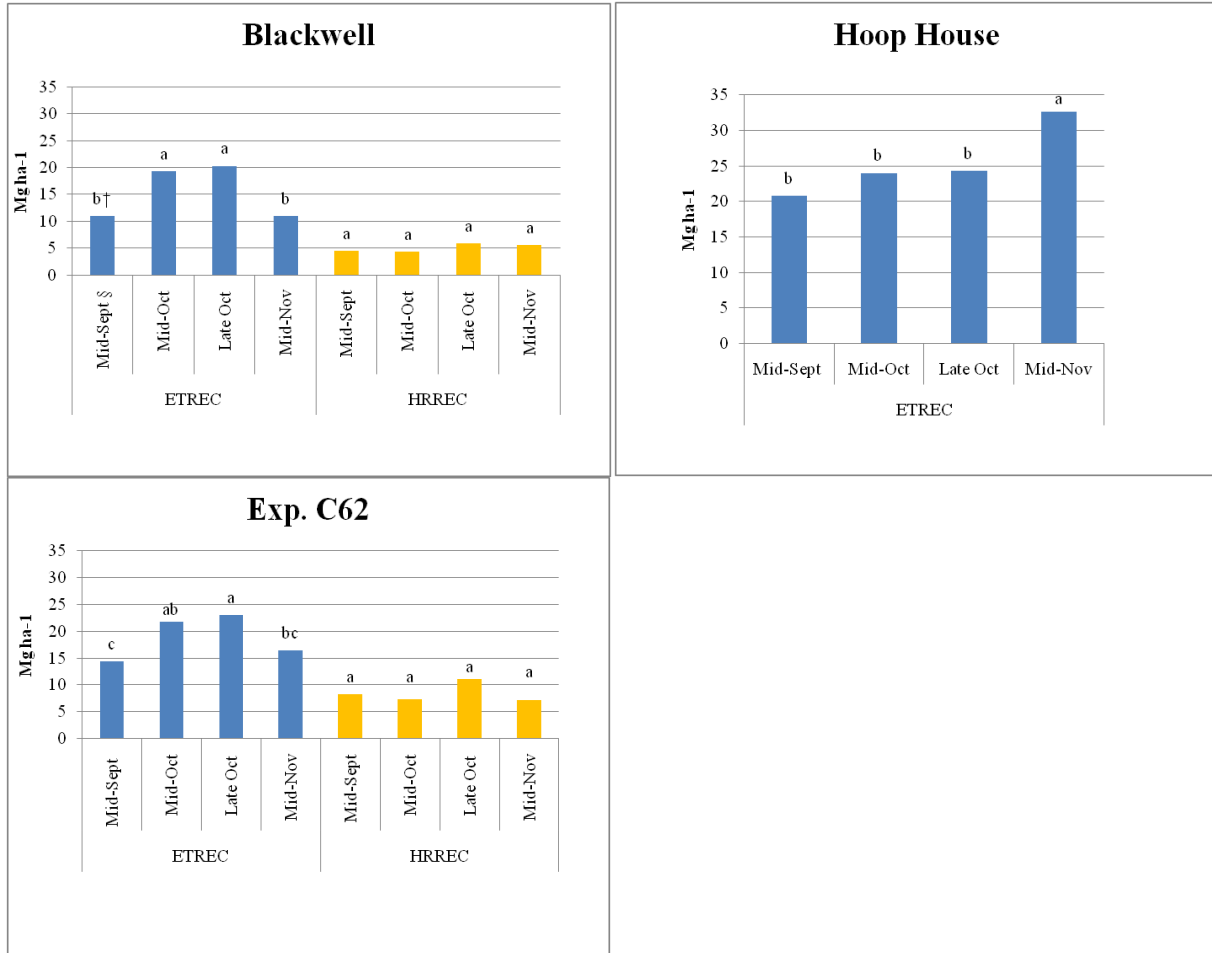 Blackwell
35
30
25
20
15
10
5
0
Mg ha-1
b†
a
a
b
a
a
a
a
Mid-Sept §
Mid-Oct
Late Oct
Mid-Nov
Mid-Sept
Mid-Oct
Late Oct
Mid-Nov
ETREC
HRREC
Hoop House
35
30
25
20
15
10
5
0
Mg ha-1
b
b
b
a
Mid-Sept
Mid-Oct
Late Oct
Mid-Nov
ETREC
Exp. C62
35
30
25
20
15
10
5
0
Mg ha-1
c
ab
a
bc
a
a
a
a
Mid-Sept
Mid-Oct
Late Oct
Mid-Nov
Mid-Sept
Mid-Oct
Late Oct
Mid-Nov
ETREC
HRREC